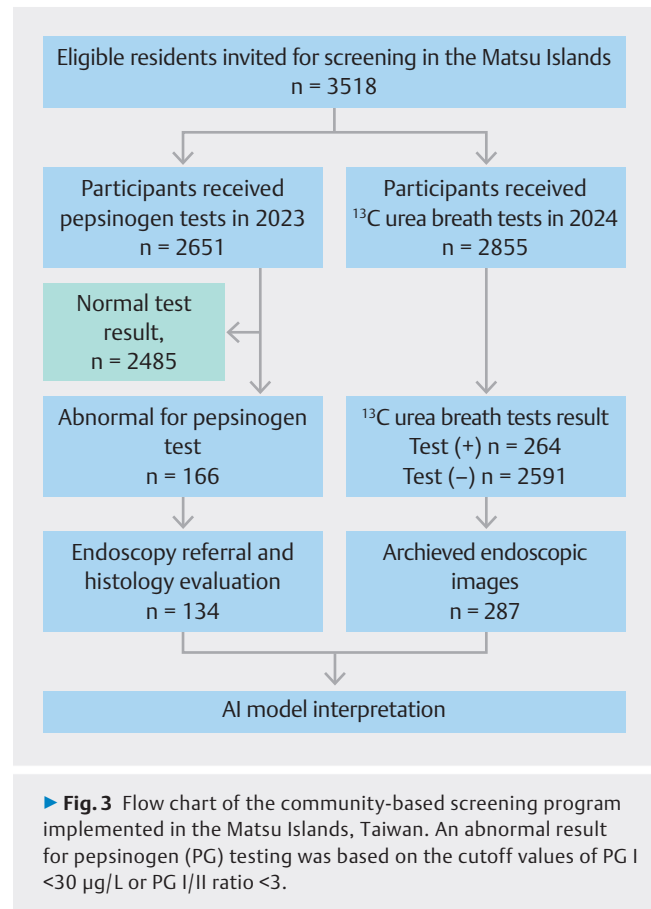 Eligible residents invited for screening in the Matsu Islands
n = 3518
Participants received
pepsinogen tests in 2023
n = 2651
Participants received
¹³C urea breath tests in 2024
n = 2855
Normal test
result,
n = 2485
Abnormal for pepsinogen
test
n = 166
¹³C urea breath tests result
Test (+) n = 264
Test (−) n = 2591
Endoscopy referral and
histology evaluation
n = 134
Archieved endoscopic
images
n = 287
AI model interpretation
▶ Fig. 3 Flow chart of the community-based screening program
implemented in the Matsu Islands, Taiwan. An abnormal result
for pepsinogen (PG) testing was based on the cutoff values of PG I
<30 µg/L or PG I/II ratio <3.